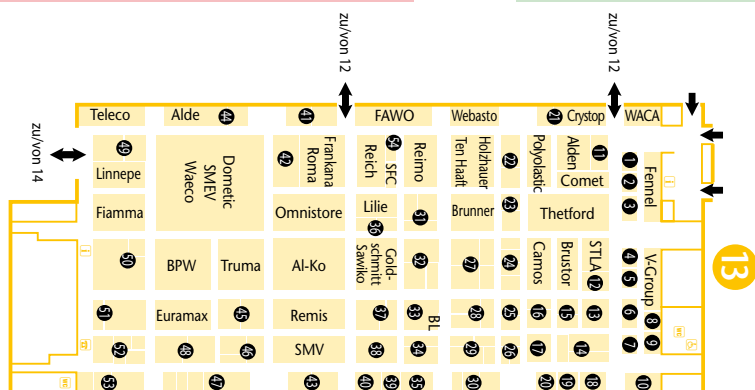 zu/von 12
zu/von 12
zu/von 14
Teleco
Alde
44
41
FAWO
Webasto
21 Crystop
WACA
49
Linnepe
Dometic
SMEV
Waeco
42
Frankana
Roma
Reich
54 SFC
Reimo
Ten Haaft
Holzhauer
22
Polyolastic
Alden
11
Comet
1
2
3
Fennel
i
Fiamma
Omnistore
Lilie
36
31
Brunner
23
Thetford
i
50
BPW
Truma
Al-Ko
Gold-
schmitt
Sawiko
32
27
24
Camos
Brustor
STLA
12
4
5
V-Group
13
51
Euramax
45
Remis
37
33
BL
28
25
16
15
13
6
8
WC
52
48
46
SMV
38
34
29
26
17
14
7
9
53
47
43
40
39
35
30
20
19
18
10
WC